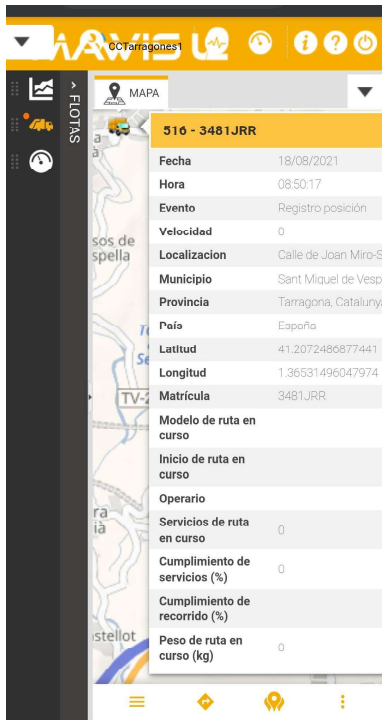 MAWIS U2
CCTarragones1
FLOTAS
MAPA
516 - 3481JRR
Fecha 18/08/2021
Hora 08:50:17
Evento Registro posición
Velocidad 0
Localizacion Calle de Joan Miro-S
Municipio Sant Miquel de Vesp
Provincia Tarragona, Cataluny
País España
Latitud 41.2072486877441
Longitud 1.36531496047974
Matrícula 3481JRR
Modelo de ruta en
curso
Inicio de ruta en
curso
Operario
Servicios de ruta
en curso 0
Cumplimiento de
servicios (%) 0
Cumplimiento de
recorrido (%)
Peso de ruta en
curso (kg) 0
sos de
spella
TV-2
ra
ià
stellot